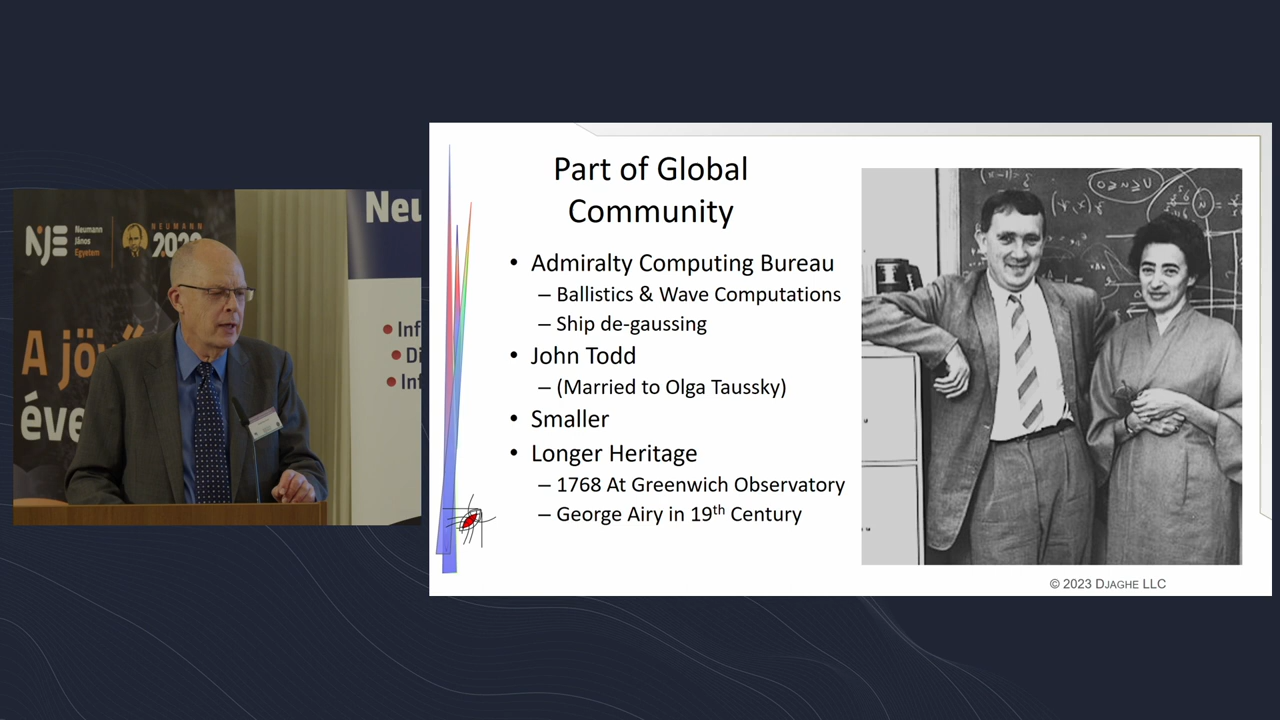 NJE
Neumann
János
Egyetem
NEUMANN
Neu
A jöv
éve
Inf
Di
Inf
Part of Global
Community
• Admiralty Computing Bureau
– Ballistics & Wave Computations
– Ship de-gaussing
• John Todd
– (Married to Olga Taussky)
• Smaller
• Longer Heritage
– 1768 At Greenwich Observatory
– George Airy in 19th Century
© 2023 DJAGHE LLC